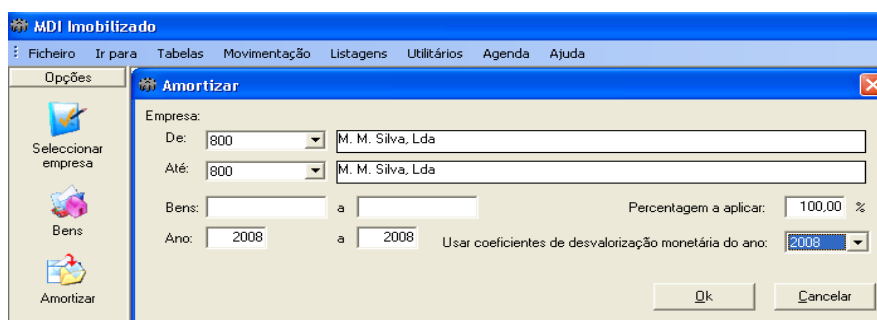 MDI Imobilizado
Ficheiro Ir para Tabelas Movimentação Listagens Utilitários Agenda Ajuda
Opções
Seleccionar
empresa
Bens
Amortizar
Amortizar
Empresa:
De: 800 M. M. Silva, Lda
Até: 800 M. M. Silva, Lda
Bens: a Percentagem a aplicar: 100,00 %
Ano: 2008 a 2008 Usar coeficientes de desvalorização monetária do ano: 2008
Ok Cancelar